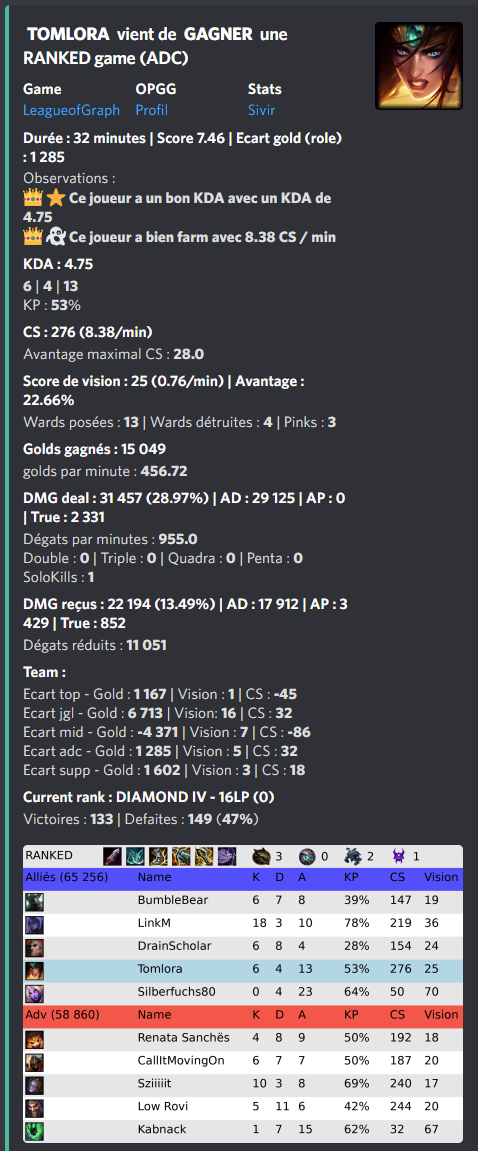 TOMLORA vient de GAGNER une
RANKED game (ADC)
Game OPGG Stats
LeagueofGraph Profil Sivir
Durée : 32 minutes | Score 7.46 | Ecart gold (role)
: 1 285
Observations :
Ce joueur a un bon KDA avec un KDA de
4.75
Ce joueur a bien farm avec 8.38 CS / min
KDA : 4.75
6 | 4 | 13
KP : 53%
CS : 276 (8.38/min)
Avantage maximal CS : 28.0
Score de vision : 25 (0.76/min) | Avantage :
22.66%
Wards posées : 13 | Wards détruites : 4 | Pinks : 3
Golds gagnés : 15 049
golds par minute : 456.72
DMG deal : 31 457 (28.97%) | AD : 29 125 | AP : 0
| True : 2 331
Dégats par minutes : 955.0
Double : 0 | Triple : 0 | Quadra : 0 | Penta : 0
SoloKills : 1
DMG reçus : 22 194 (13.49%) | AD : 17 912 | AP : 3
429 | True : 852
Dégats réduits : 11 051
Team :
Ecart top - Gold : 1 167 | Vision : 1 | CS : -45
Ecart jgl - Gold : 6 713 | Vision: 16 | CS : 32
Ecart mid - Gold : -4 371 | Vision : 7 | CS : -86
Ecart adc - Gold : 1 285 | Vision : 5 | CS : 32
Ecart supp - Gold : 1 602 | Vision : 3 | CS : 18
Current rank : DIAMOND IV - 16LP (0)
Victoires : 133 | Defaites : 149 (47%)
RANKED 3 0 2 1
Alliés (65 256) Name K D A KP CS Vision
BumbleBear 6 7 8 39% 147 19
LinkM 18 3 10 78% 219 36
DrainScholar 6 8 4 28% 154 24
Tomlora 6 4 13 53% 276 25
Silberfuchs80 0 4 23 64% 50 70
Adv (58 860) Name K D A KP CS Vision
Renata Sanchës 4 8 9 50% 192 18
CallItMovingOn 6 7 7 50% 187 20
Sziiiiit 10 3 8 69% 240 17
Low Rovi 5 11 6 42% 244 20
Kabnack 1 7 15 62% 32 67